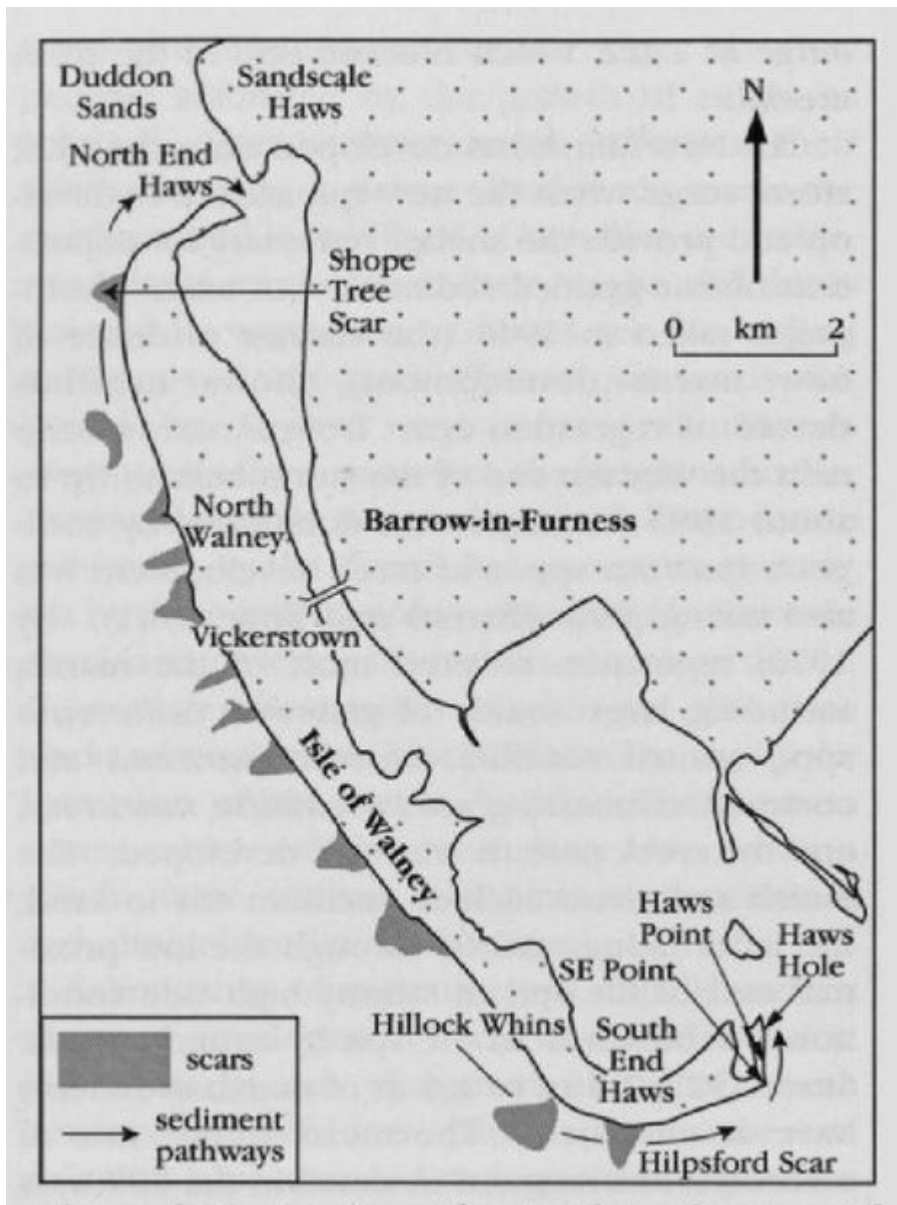 Duddon
Sands
Sandscale
Haws
North End
Haws
N
Shope
Tree
Scar
0 km 2
North
Walney
Barrow-in-Furness
Vickerstown
Isle of Walney
Haws
Point
Haws
Hole
SE Point
Hillock Whins
South
End
Haws
Hilpsford Scar
scars
sediment
pathways